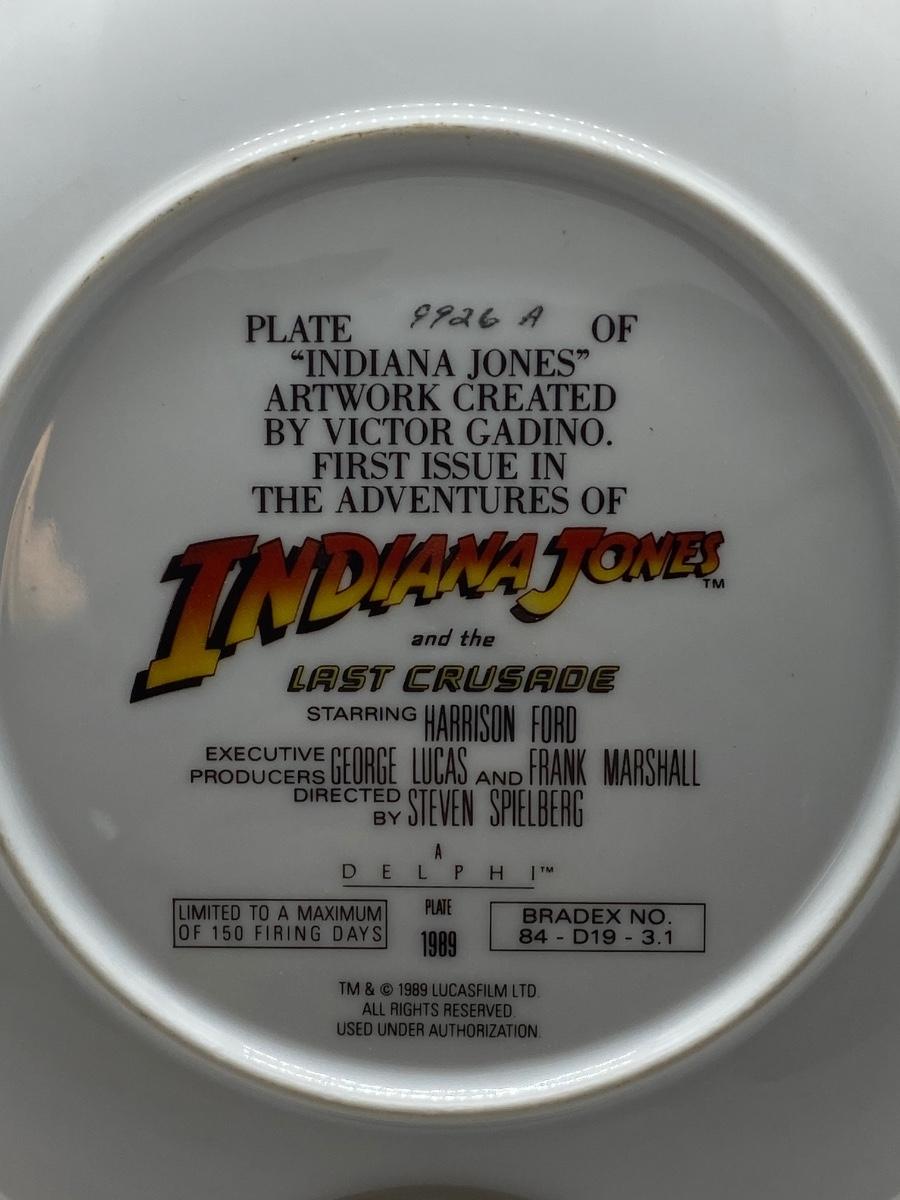 PLATE 9926 A OF
“INDIANA JONES”
ARTWORK CREATED
BY VICTOR GADINO.
FIRST ISSUE IN
THE ADVENTURES OF
INDIANA JONES™
and the
LAST CRUSADE
STARRING HARRISON FORD
EXECUTIVE PRODUCERS GEORGE LUCAS AND FRANK MARSHALL
DIRECTED BY STEVEN SPIELBERG
A
DELPHI™
PLATE
1989
LIMITED TO A MAXIMUM
OF 150 FIRING DAYS
BRADEX NO.
84 - D19 - 3.1
TM & © 1989 LUCASFILM LTD.
ALL RIGHTS RESERVED.
USED UNDER AUTHORIZATION.